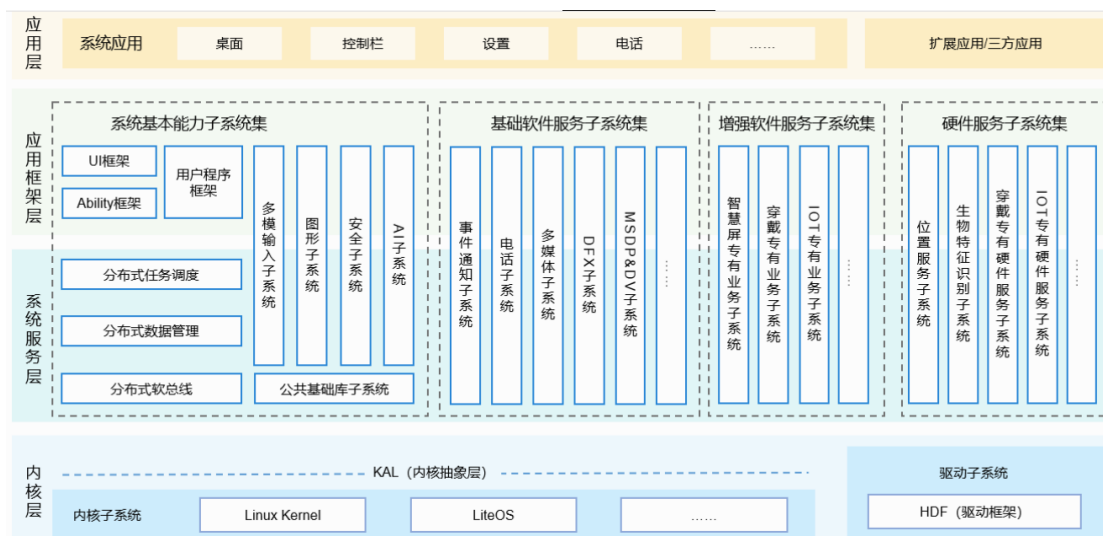 应用层
系统应用
桌面
控制栏
设置
电话
……
扩展应用/三方应用
应用框架层
系统服务层
系统基本能力子系统集
UI框架
Ability框架
用户程序
框架
分布式任务调度
分布式数据管理
分布式软总线
多模输入子系统
图形子系统
安全子系统
AI子系统
公共基础库子系统
基础软件服务子系统集
事件通知子系统
电话子系统
多媒体子系统
DFX子系统
MSDP&DV子系统
……
增强软件服务子系统集
智慧屏专有业务子系统
穿戴专有业务子系统
IOT专有业务子系统
……
硬件服务子系统集
位置服务子系统
生物特征识别子系统
穿戴专有硬件服务子系统
IOT专有硬件服务子系统
……
内核层
KAL（内核抽象层）
内核子系统
Linux Kernel
LiteOS
……
驱动子系统
HDF（驱动框架）